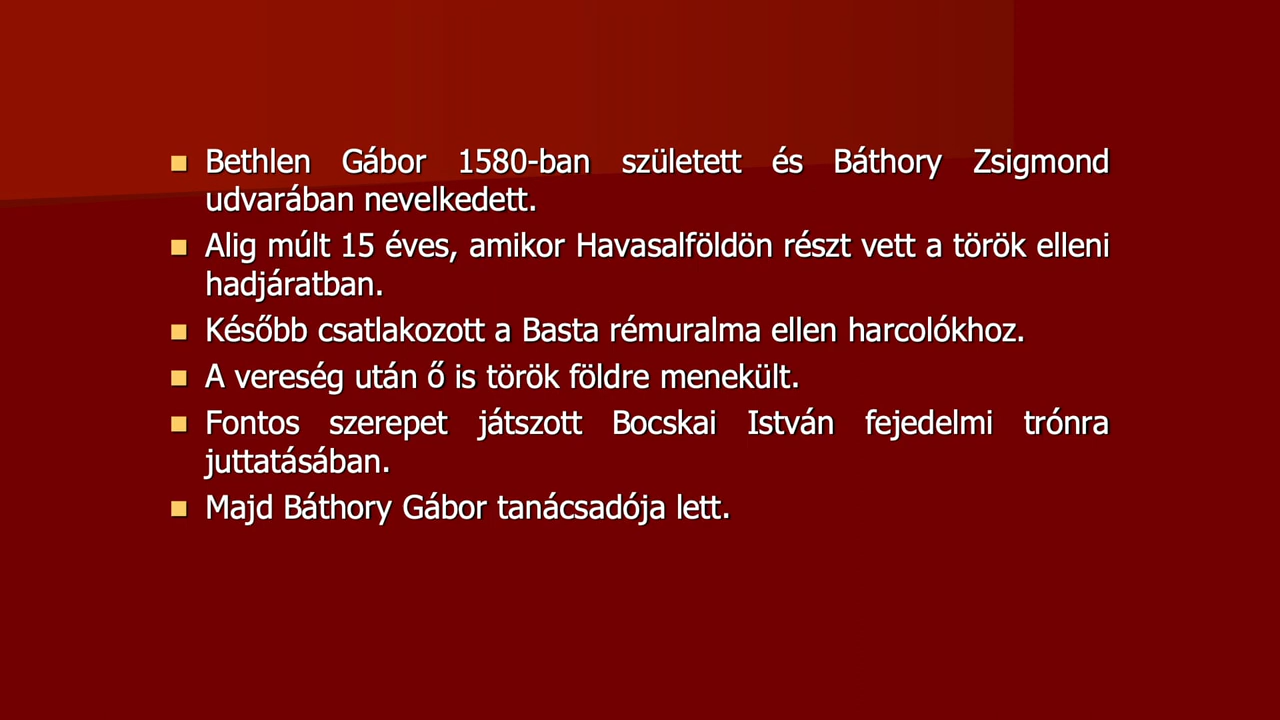 Bethlen Gábor 1580-ban született és Báthory Zsigmond
udvarában nevelkedett.
Alig múlt 15 éves, amikor Havasalföldön részt vett a török elleni
hadjáratban.
Később csatlakozott a Basta rémuralma ellen harcolókhoz.
A vereség után ő is török földre menekült.
Fontos szerepet játszott Bocskai István fejedelmi trónra
juttatásában.
Majd Báthory Gábor tanácsadója lett.